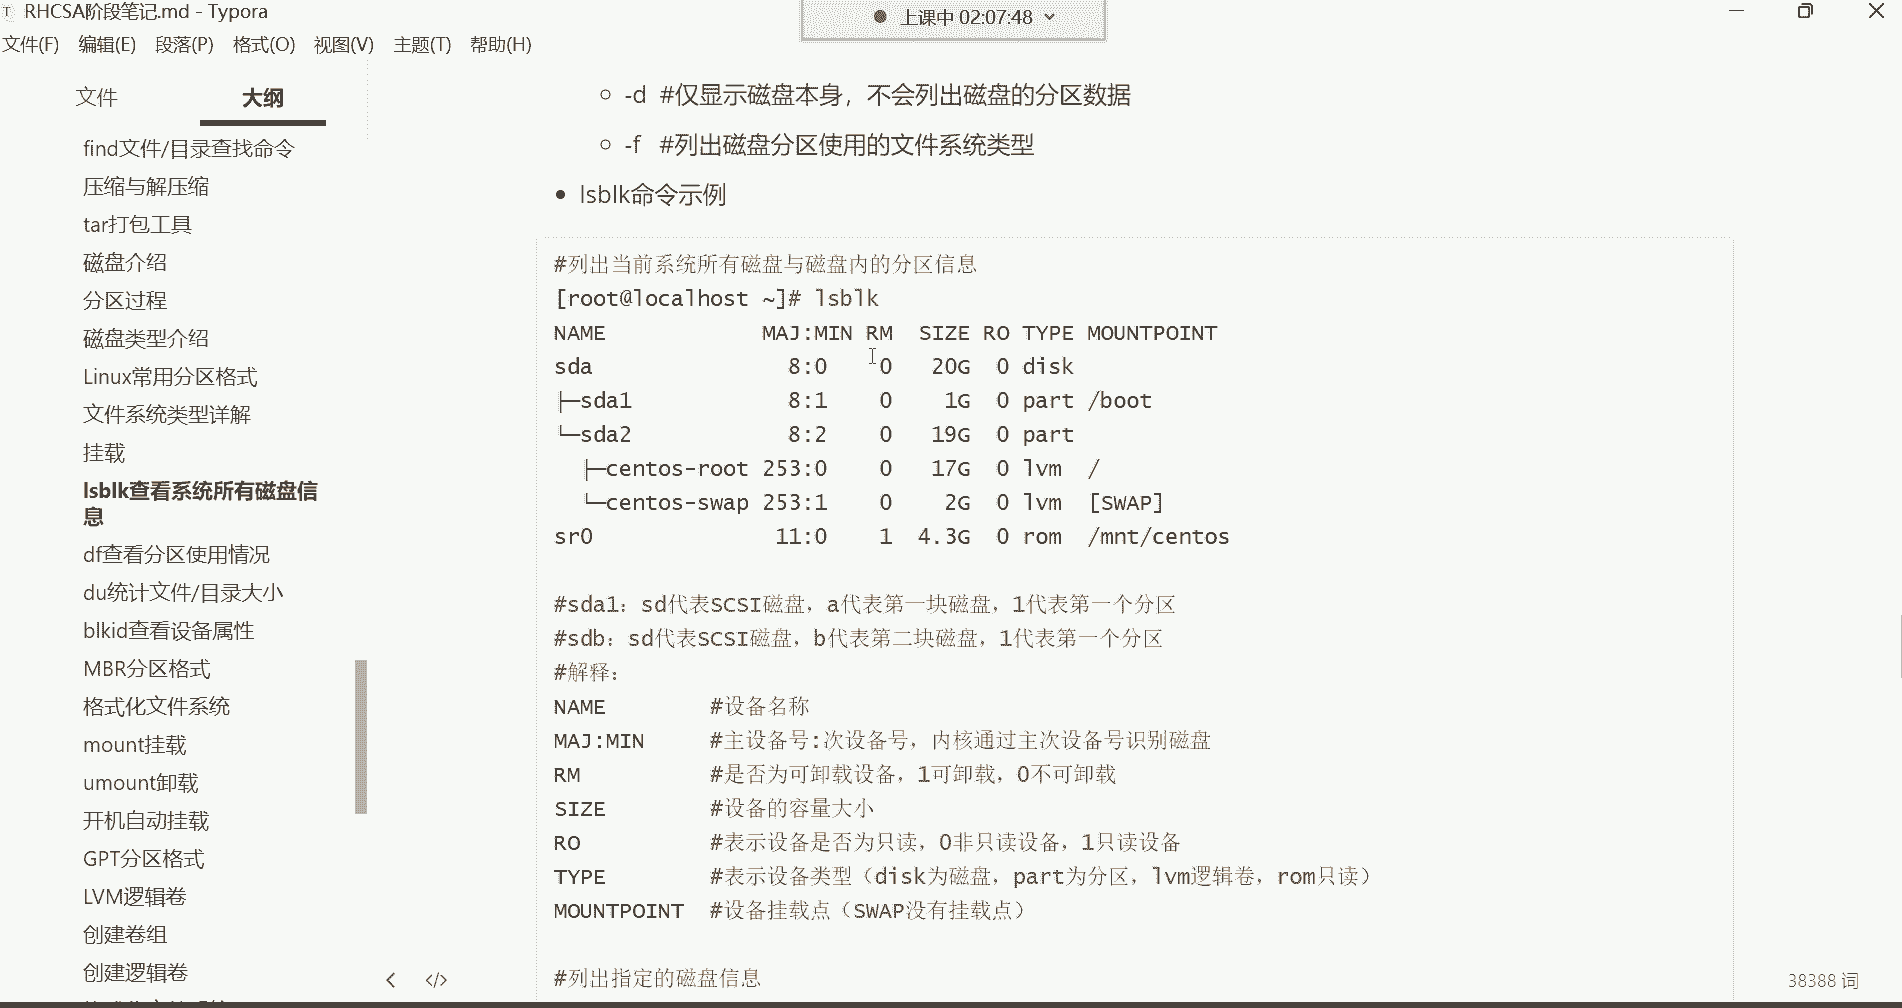 RHCSA阶段笔记.md - Typora
上课中 02:07:48
文件(F) 编辑(E) 段落(P) 格式(O) 视图(V) 主题(T) 帮助(H)
文件 大纲
find文件/目录查找命令
压缩与解压缩
tar打包工具
磁盘介绍
分区过程
磁盘类型介绍
Linux常用分区格式
文件系统类型详解
挂载
lsblk查看系统所有磁盘信
息
df查看分区使用情况
du统计文件/目录大小
blkid查看设备属性
MBR分区格式
格式化文件系统
mount挂载
umount卸载
开机自动挂载
GPT分区格式
LVM逻辑卷
创建卷组
创建逻辑卷
-d #仅显示磁盘本身，不会列出磁盘的分区数据
-f #列出磁盘分区使用的文件系统类型
lsblk命令示例
#列出当前系统所有磁盘与磁盘内的分区信息
[root@localhost ~]# lsblk
NAME MAJ:MIN RM SIZE RO TYPE MOUNTPOINT
sda 8:0 0 20G 0 disk
├─sda1 8:1 0 1G 0 part /boot
└─sda2 8:2 0 19G 0 part
├─centos-root 253:0 0 17G 0 lvm /
└─centos-swap 253:1 0 2G 0 lvm [SWAP]
sr0 11:0 1 4.3G 0 rom /mnt/centos
#sda1：sd代表SCSI磁盘，a代表第一块磁盘，1代表第一个分区
#sdb：sd代表SCSI磁盘，b代表第二块磁盘，1代表第一个分区
#解释：
NAME #设备名称
MAJ:MIN #主设备号:次设备号，内核通过主次设备号识别磁盘
RM #是否为可卸载设备，1可卸载，0不可卸载
SIZE #设备的容量大小
RO #表示设备是否为只读，0非只读设备，1只读设备
TYPE #表示设备类型（disk为磁盘，part为分区，lvm逻辑卷，rom只读）
MOUNTPOINT #设备挂载点（SWAP没有挂载点）
#列出指定的磁盘信息
38388 词